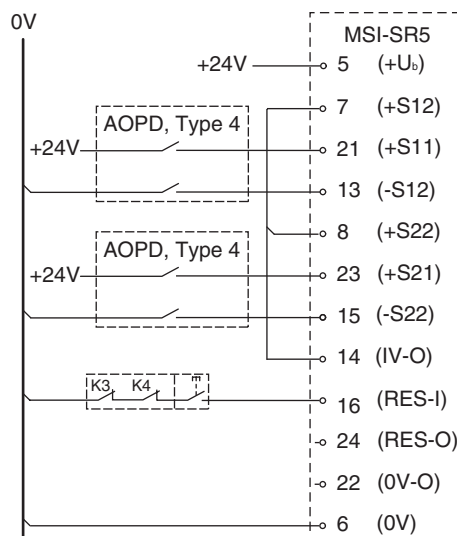 0V
MSI-SR5
+24V 5 (+Ub)
7 (+S12)
AOPD, Type 4
+24V 21 (+S11)
13 (-S12)
8 (+S22)
AOPD, Type 4
+24V 23 (+S21)
15 (-S22)
14 (IV-O)
K3 K4
16 (RES-I)
24 (RES-O)
22 (0V-O)
6 (0V)